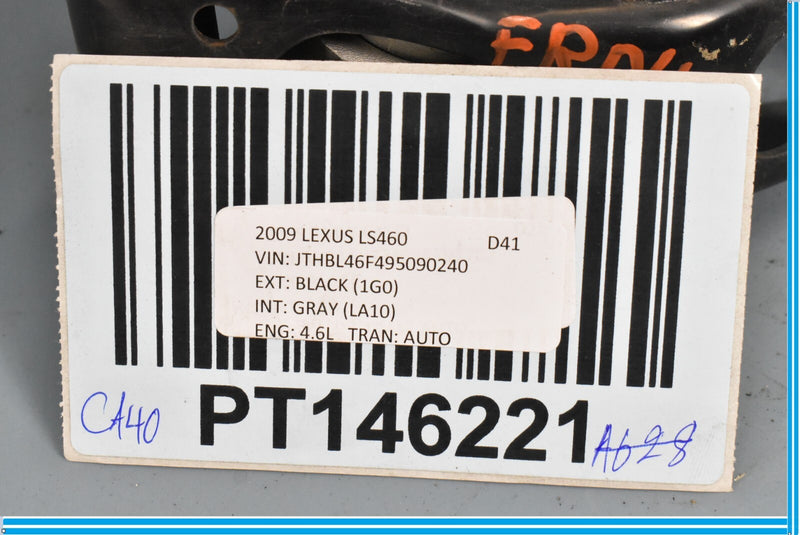 2009 LEXUS LS460 D41
VIN: JTHBL46F495090240
EXT: BLACK (1G0)
INT: GRAY (LA10)
ENG: 4.6L TRAN: AUTO
CA40 PT146221 A628